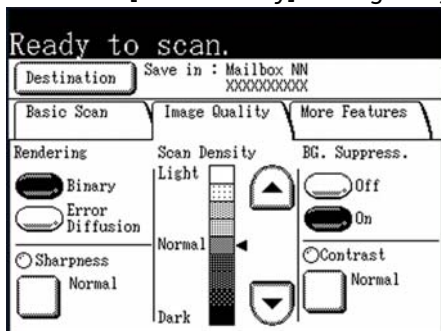 Ready to scan.
Destination
Save in : Mailbox NN
XXXXXXXXXX
Basic Scan
Image Quality
More Features
Rendering
Binary
Error
Diffusion
Sharpness
Normal
Scan Density
Light
Normal
Dark
BG. Suppress.
Off
On
Contrast
Normal